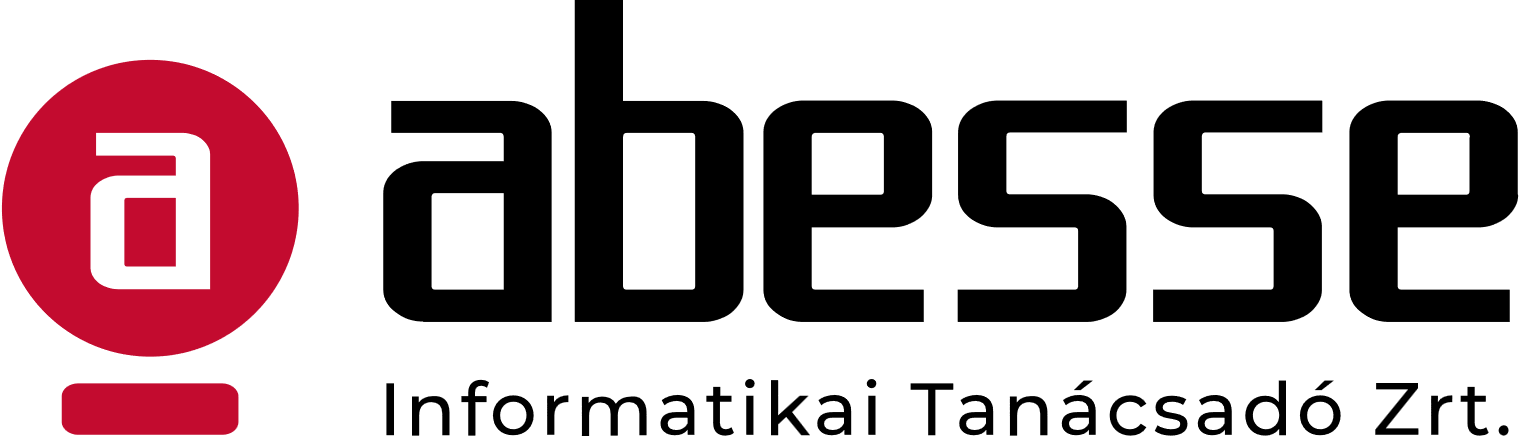 a
abesse
Informatikai Tanácsadó Zrt.